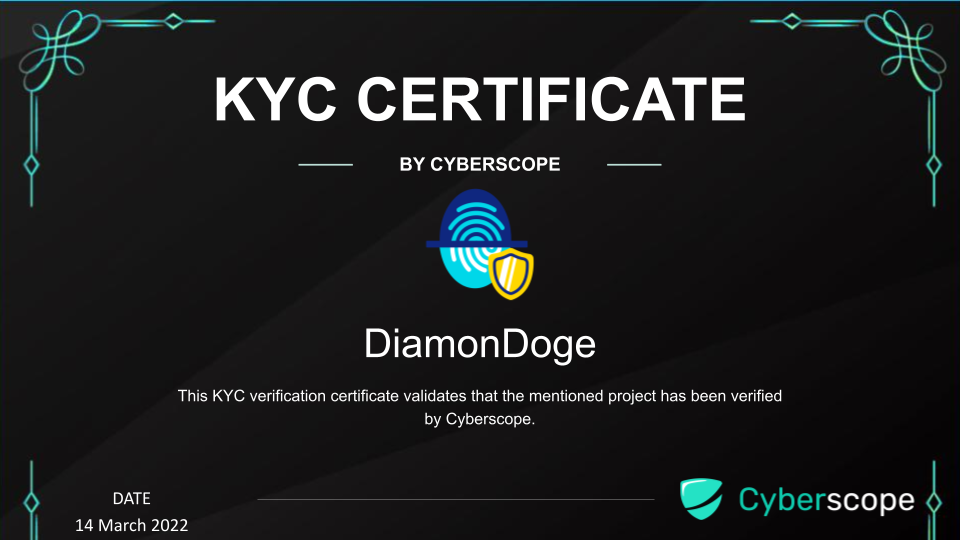 KYC CERTIFICATE
BY CYBERSCOPE
DiamonDoge
This KYC verification certificate validates that the mentioned project has been verified
by Cyberscope.
DATE
14 March 2022
Cyberscope